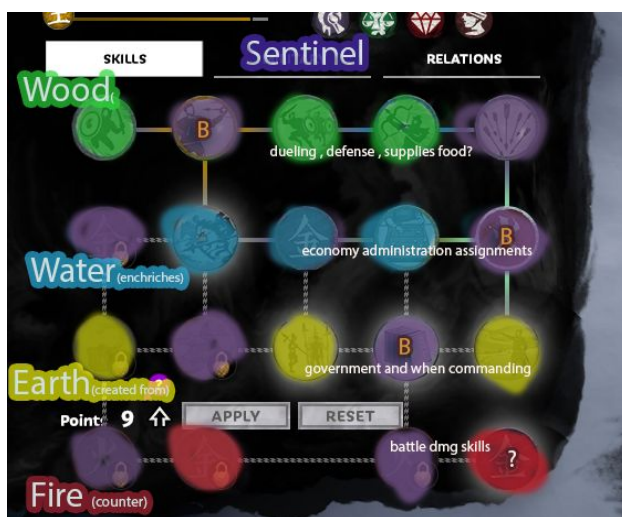 SKILLS
Sentinel
RELATIONS
Wood
B
dueling , defense , supplies food?
B
economy administration assignments
Water (enchriches)
B
government and when commanding
Earth (created from)
?
Points 9
APPLY
RESET
battle dmg skills
?
Fire (counter)